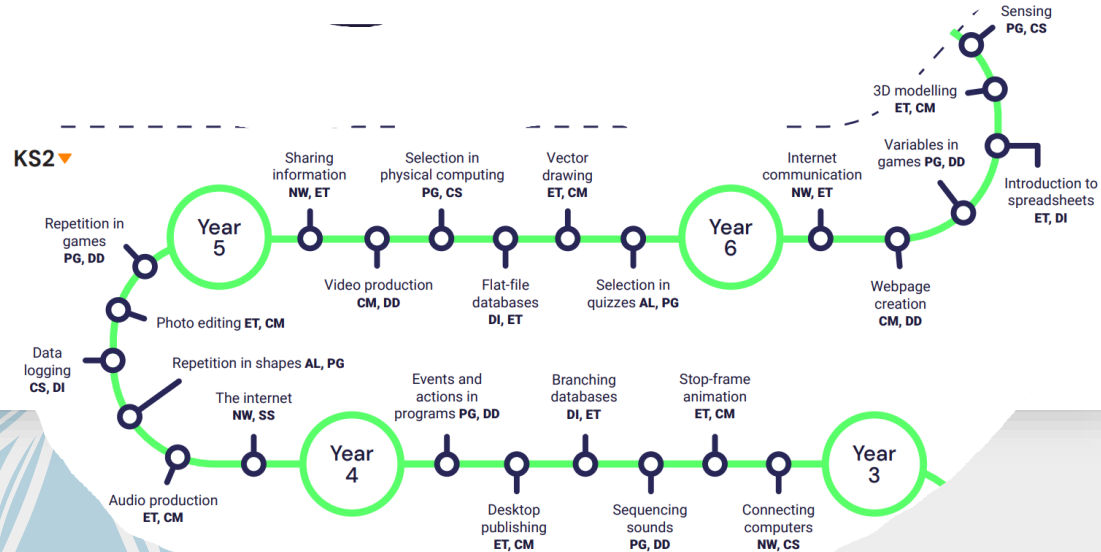 Sensing
PG, CS
3D modelling
ET, CM
KS2
Sharing
information
NW, ET
Selection in
physical computing
PG, CS
Vector
drawing
ET, CM
Internet
communication
NW, ET
Variables in
games PG, DD
Introduction to
spreadsheets
ET, DI
Repetition in
games
PG, DD
Year
5
Year
6
Video production
CM, DD
Flat-file
databases
DI, ET
Selection in
quizzes AL, PG
Webpage
creation
CM, DD
Photo editing ET, CM
Data
logging
CS, DI
Repetition in shapes AL, PG
The internet
NW, SS
Events and
actions in
programs PG, DD
Branching
databases
DI, ET
Stop-frame
animation
ET, CM
Year
4
Year
3
Audio production
ET, CM
Desktop
publishing
ET, CM
Sequencing
sounds
PG, DD
Connecting
computers
NW, CS